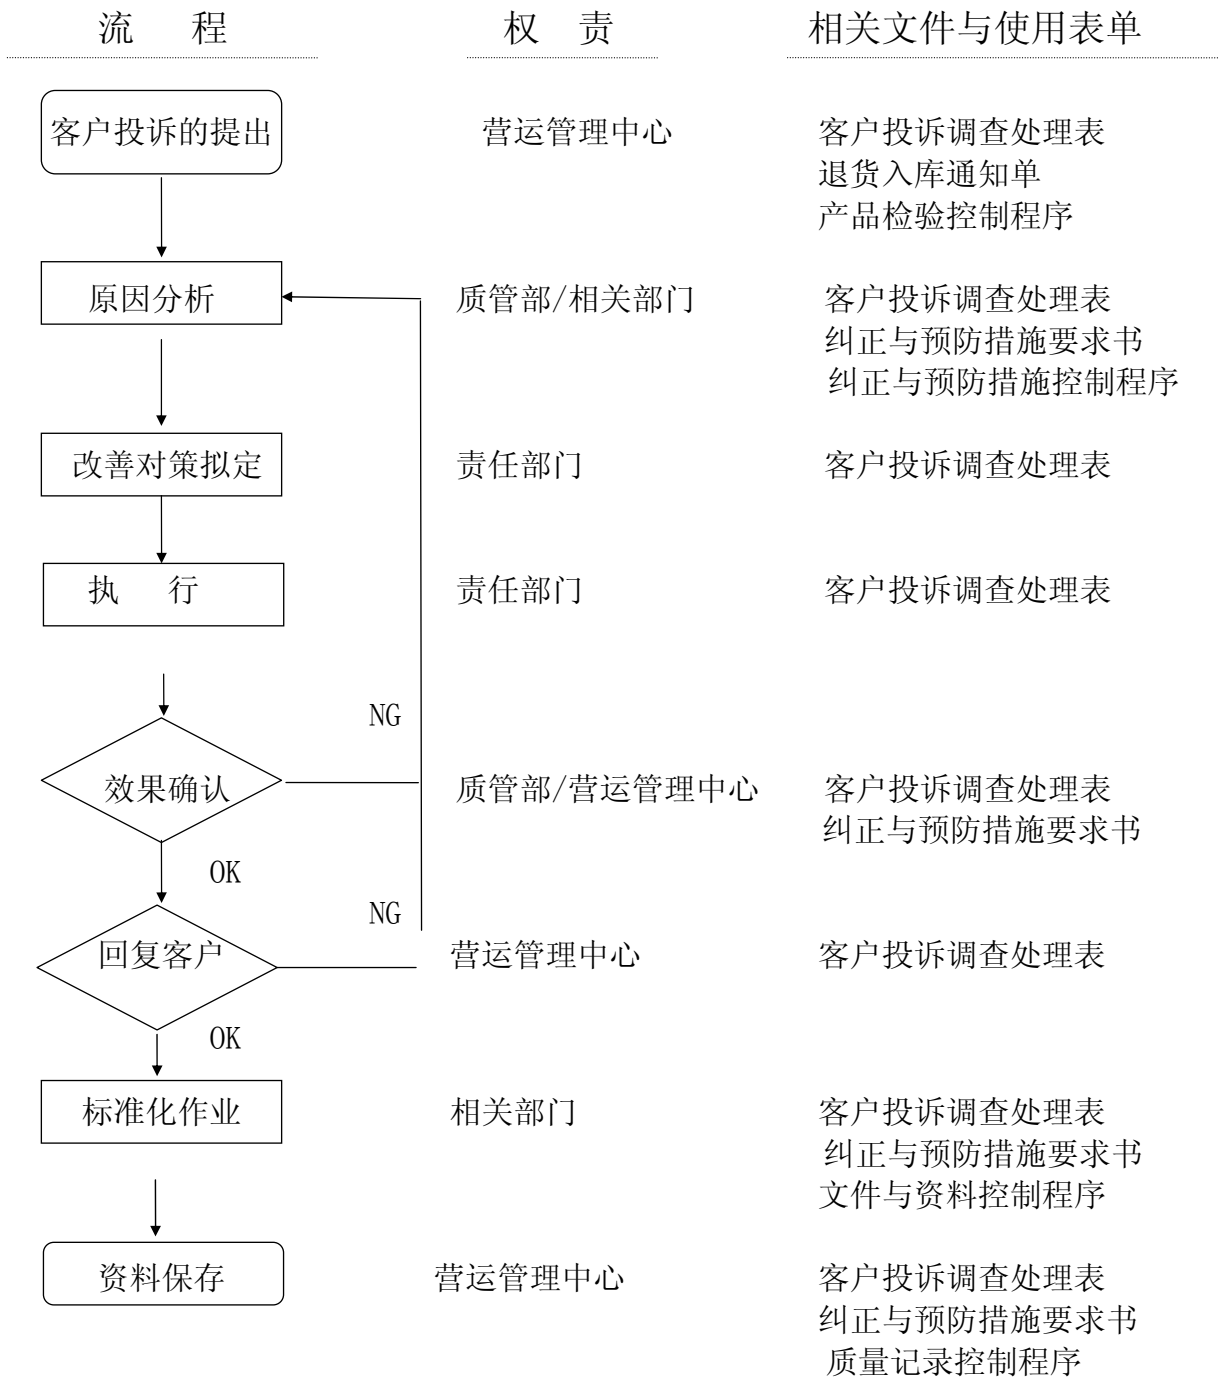 流 程 权 责 相关文件与使用表单
客户投诉的提出 营运管理中心 客户投诉调查处理表
退货入库通知单
产品检验控制程序
原因分析 质管部/相关部门 客户投诉调查处理表
纠正与预防措施要求书
纠正与预防措施控制程序
改善对策拟定 责任部门 客户投诉调查处理表
执 行 责任部门 客户投诉调查处理表
NG
效果确认 质管部/营运管理中心 客户投诉调查处理表
纠正与预防措施要求书
OK
NG
回复客户 营运管理中心 客户投诉调查处理表
OK
标准化作业 相关部门 客户投诉调查处理表
纠正与预防措施要求书
文件与资料控制程序
资料保存 营运管理中心 客户投诉调查处理表
纠正与预防措施要求书
质量记录控制程序